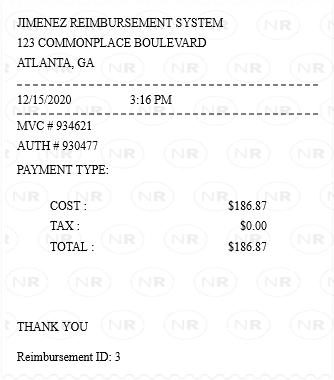 JIMENEZ REIMBURSEMENT SYSTEM
123 COMMONPLACE BOULEVARD
ATLANTA, GA
12/15/2020 3:16 PM
MVC # 934621
AUTH # 930477
PAYMENT TYPE:
COST : $186.87
TAX : $0.00
TOTAL : $186.87
THANK YOU
Reimbursement ID: 3